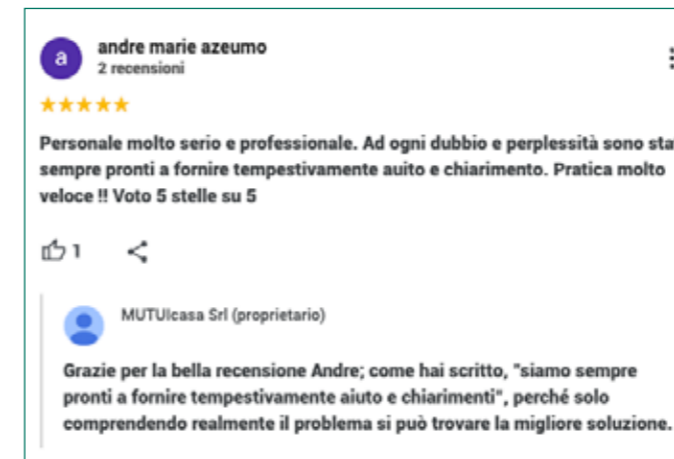 a
andre marie azeumo
2 recensioni
Personale molto serio e professionale. Ad ogni dubbio e perplessità sono sta
sempre pronti a fornire tempestivamente auito e chiarimento. Pratica molto
veloce !! Voto 5 stelle su 5
1
MUTUIcasa Srl (proprietario)
Grazie per la bella recensione Andre; come hai scritto, "siamo sempre
pronti a fornire tempestivamente aiuto e chiarimenti", perché solo
comprendendo realmente il problema si può trovare la migliore soluzione.